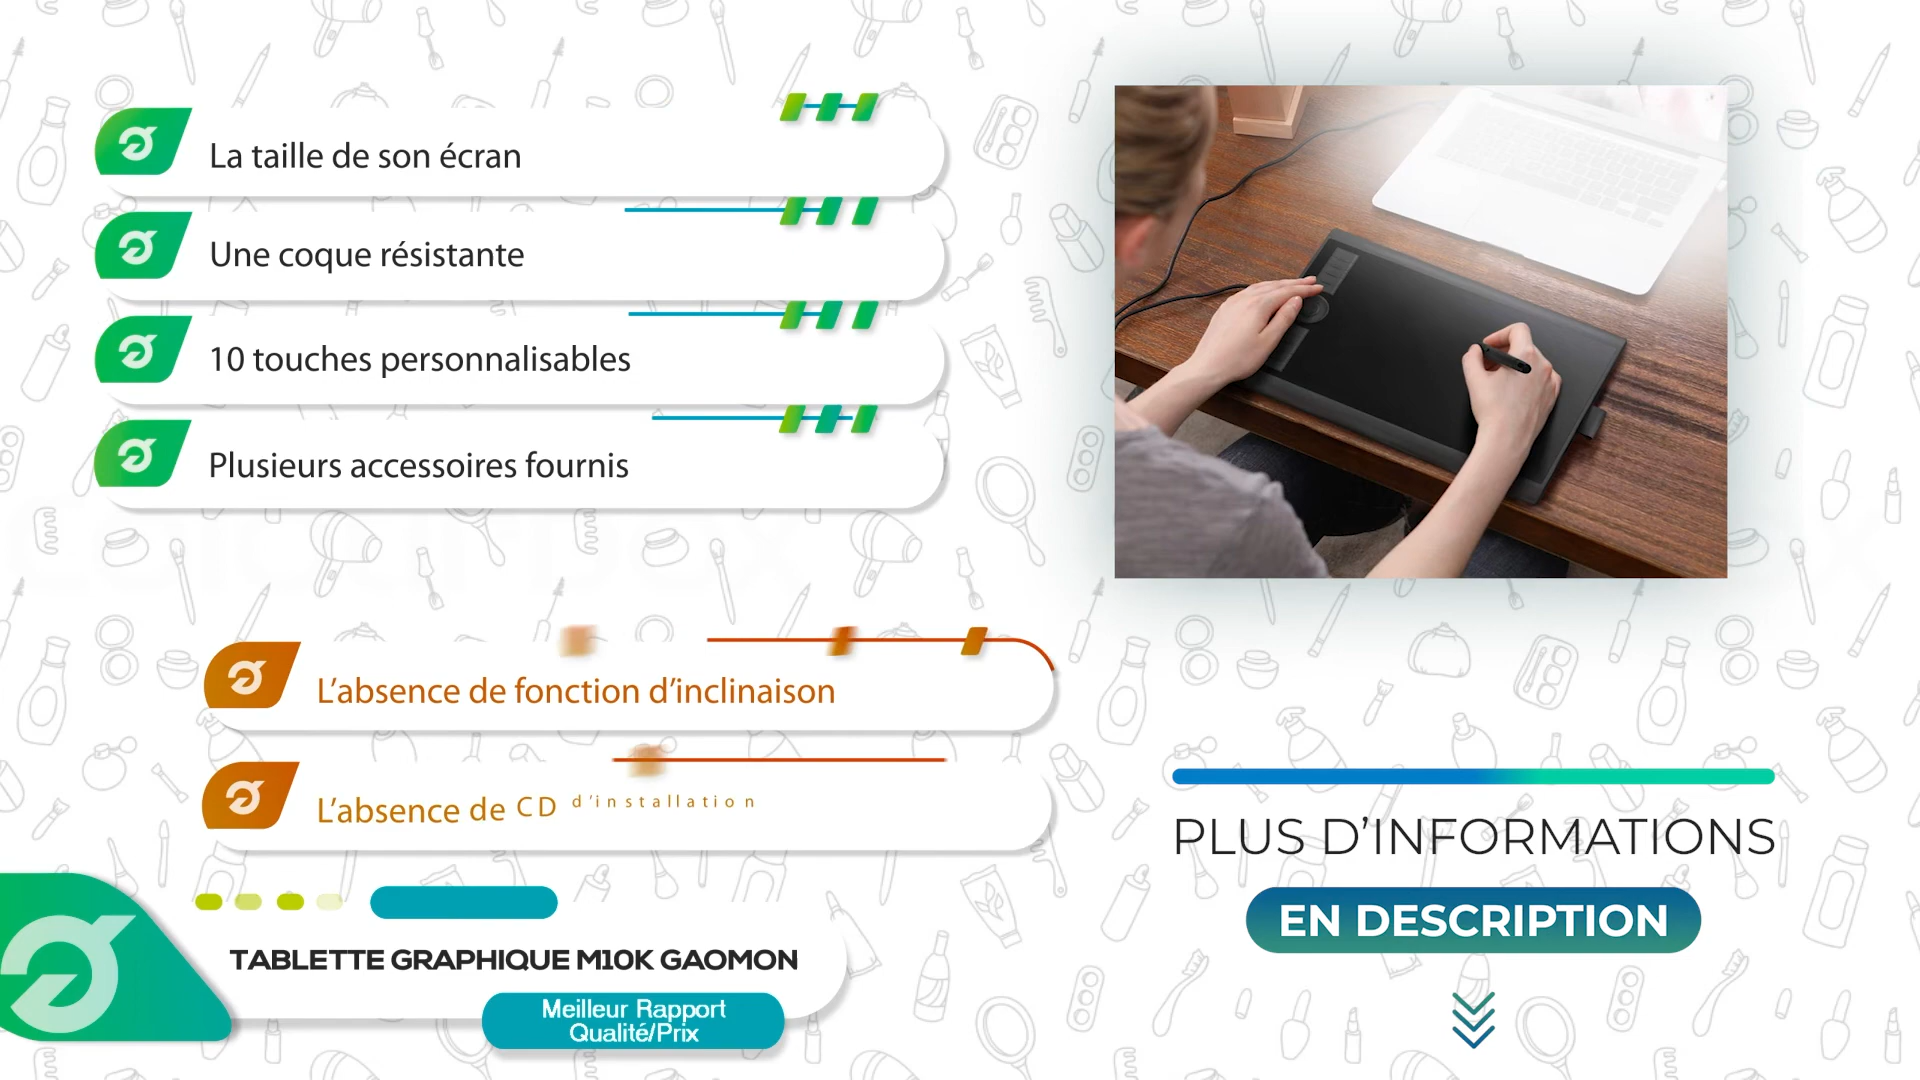 La taille de son écran
Une coque résistante
10 touches personnalisables
Plusieurs accessoires fournis
L’absence de fonction d’inclinaison
L’absence de CD d’installation
TABLETTE GRAPHIQUE M10K GAOMON
Meilleur Rapport
Qualité/Prix
PLUS D’INFORMATIONS
EN DESCRIPTION